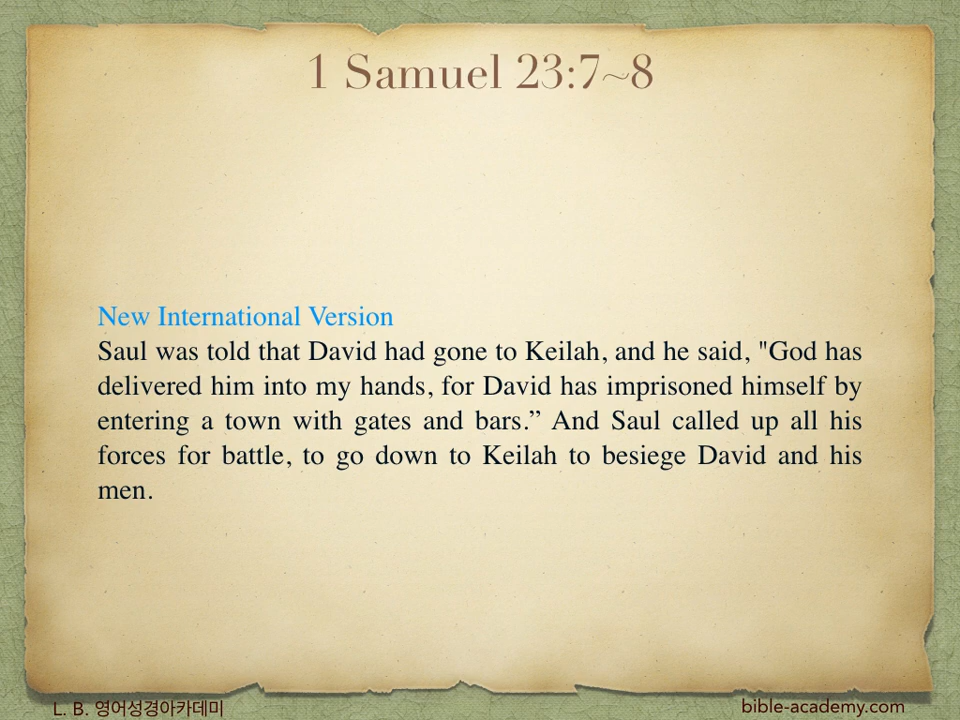 1 Samuel 23:7~8
New International Version
Saul was told that David had gone to Keilah, and he said, "God has
delivered him into my hands, for David has imprisoned himself by
entering a town with gates and bars.” And Saul called up all his
forces for battle, to go down to Keilah to besiege David and his
men.
L. B. 영어성경아카데미
bible-academy.com